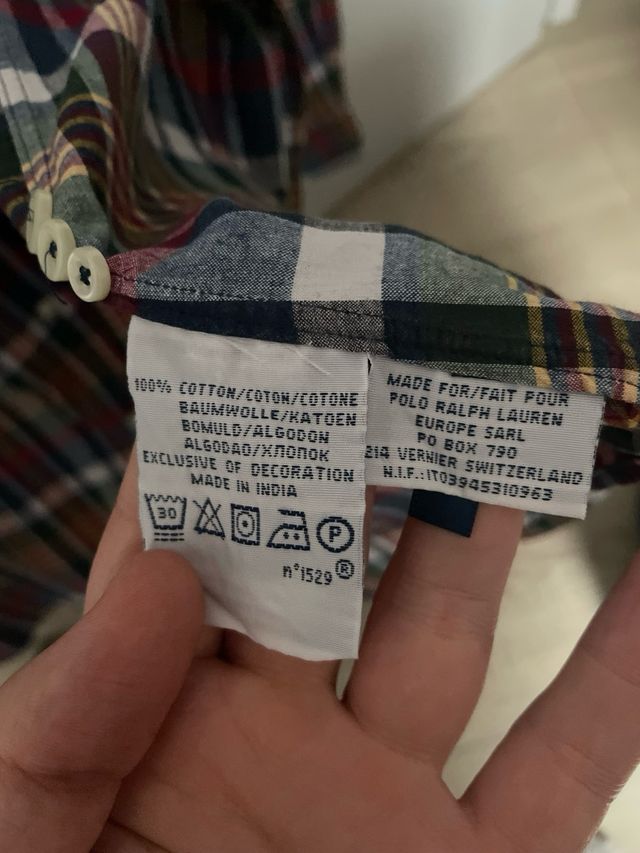 100% COTTON/COTON/COTONE
BAUMWOLLE/KATOEN
BOMULD/ALGODON
ALGODAO/ХЛОПОК
EXCLUSIVE OF DECORATION
MADE IN INDIA
30
P
n°1529®
MADE FOR/FAIT POUR
POLO RALPH LAUREN
EUROPE SARL
PO BOX 790
214 VERNIER SWITZERLAND
N.I.F.:IT03945310963